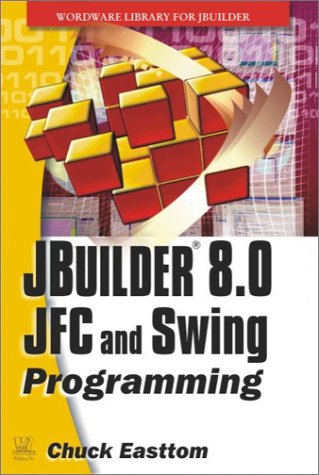 WORDWARE LIBRARY FOR JBUILDER
JBUILDER® 8.0
JFC and SWING
Programming
Chuck Easttom